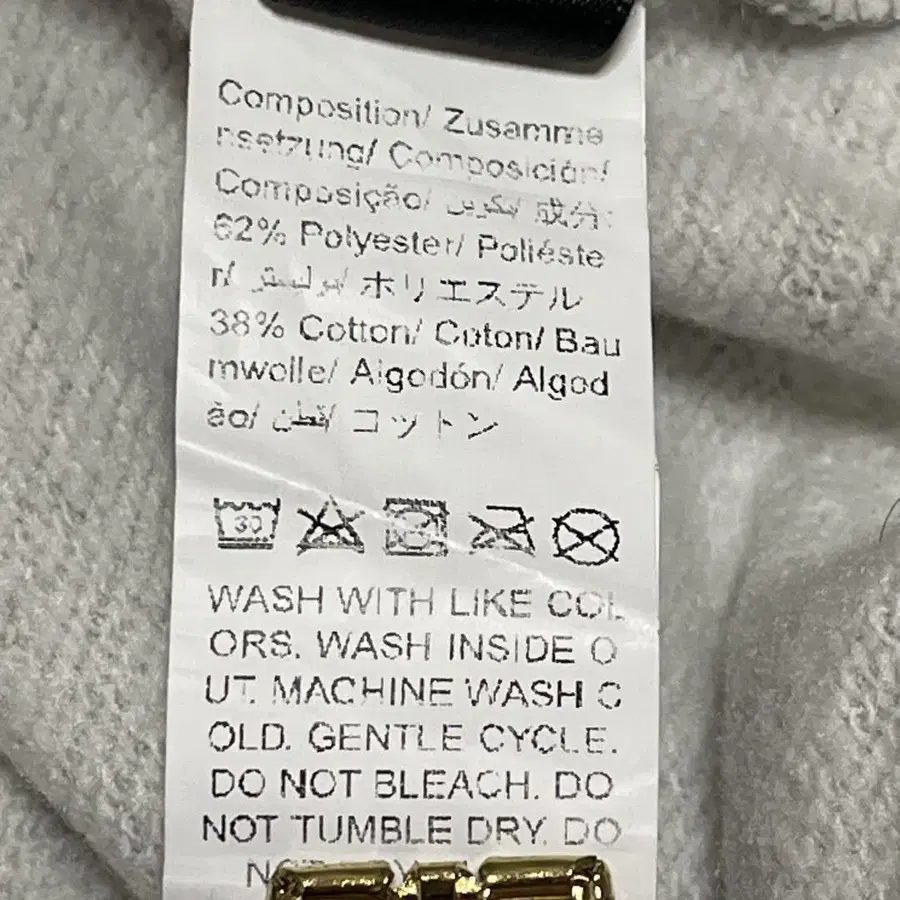 Composition/ Zusamme
nsetzung/ Composición/
Composição/ تكوين/ 成分:
62% Polyester/ Poliéste
r/ بوليستر/ ポリエステル
38% Cotton/ Coton/ Bau
mwolle/ Algodón/ Algod
ão/ قطن/ コットン
30
WASH WITH LIKE COL
ORS. WASH INSIDE O
UT. MACHINE WASH C
OLD. GENTLE CYCLE.
DO NOT BLEACH. DO
NOT TUMBLE DRY. DO